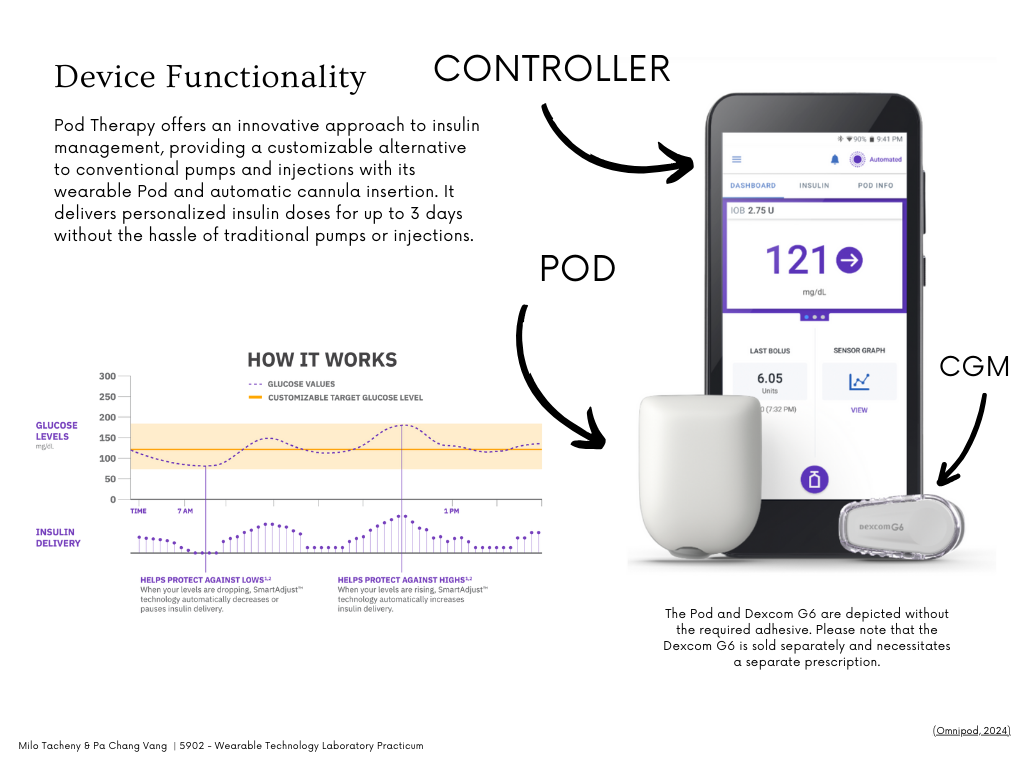 Device Functionality
Pod Therapy offers an innovative approach to insulin
management, providing a customizable alternative
to conventional pumps and injections with its
wearable Pod and automatic cannula insertion. It
delivers personalized insulin doses for up to 3 days
without the hassle of traditional pumps or injections.
CONTROLLER
90% 9:41 PM
Automated
DASHBOARD INSULIN POD INFO
IOB 2.75 U
121
mg/dL
LAST BOLUS
6.05
Units
(7:32 PM)
SENSOR GRAPH
VIEW
POD
CGM
Dexcom G6
HOW IT WORKS
GLUCOSE VALUES
CUSTOMIZABLE TARGET GLUCOSE LEVEL
GLUCOSE
LEVELS
mg/dL
300
250
200
150
100
50
0
TIME 7 AM 1 PM
INSULIN
DELIVERY
HELPS PROTECT AGAINST LOWS1,2
When your levels are dropping, SmartAdjust™
technology automatically decreases or
pauses insulin delivery.
HELPS PROTECT AGAINST HIGHS1,2
When your levels are rising, SmartAdjust™
technology automatically increases
insulin delivery.
The Pod and Dexcom G6 are depicted without
the required adhesive. Please note that the
Dexcom G6 is sold separately and necessitates
a separate prescription.
(Omnipod, 2024)
Milo Tacheny & Pa Chang Vang | 5902 - Wearable Technology Laboratory Practicum